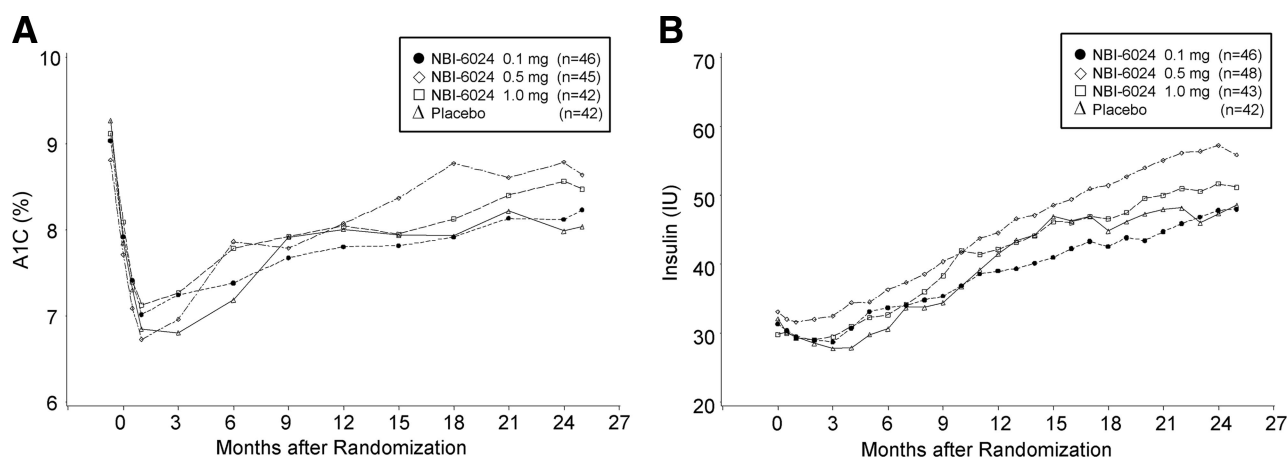 A
NBI-6024 0.1 mg (n=46)
NBI-6024 0.5 mg (n=45)
NBI-6024 1.0 mg (n=42)
Placebo (n=42)
10
9
8
7
6
A1C (%)
0 3 6 9 12 15 18 21 24 27
Months after Randomization
B
NBI-6024 0.1 mg (n=46)
NBI-6024 0.5 mg (n=48)
NBI-6024 1.0 mg (n=43)
Placebo (n=42)
70
60
50
40
30
20
Insulin (IU)
0 3 6 9 12 15 18 21 24 27
Months after Randomization